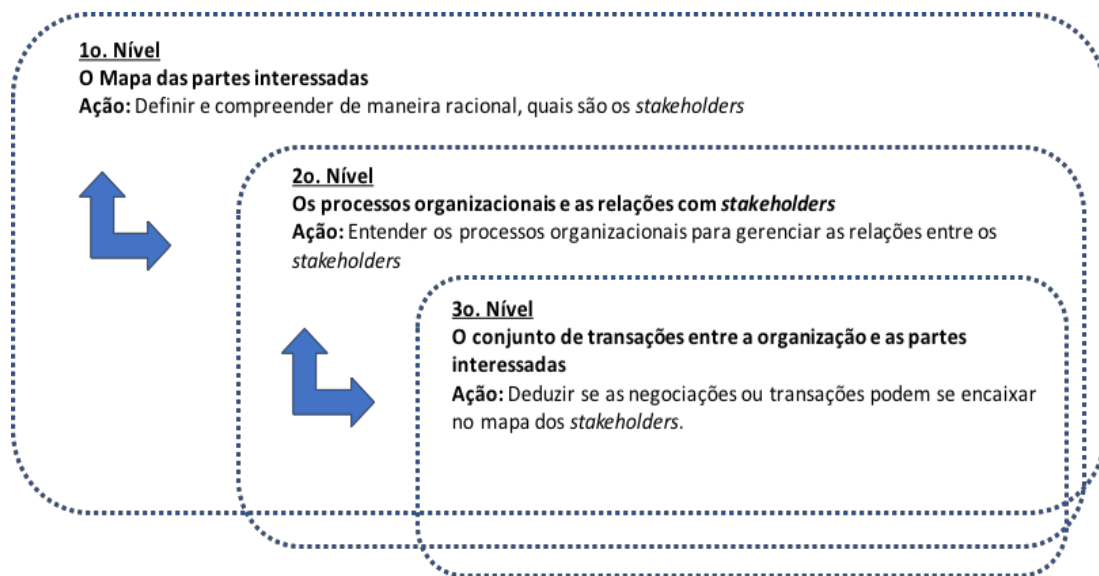 1o. Nível
O Mapa das partes interessadas
Ação: Definir e compreender de maneira racional, quais são os stakeholders
2o. Nível
Os processos organizacionais e as relações com stakeholders
Ação: Entender os processos organizacionais para gerenciar as relações entre os
stakeholders
3o. Nível
O conjunto de transações entre a organização e as partes
interessadas
Ação: Deduzir se as negociações ou transações podem se encaixar
no mapa dos stakeholders.